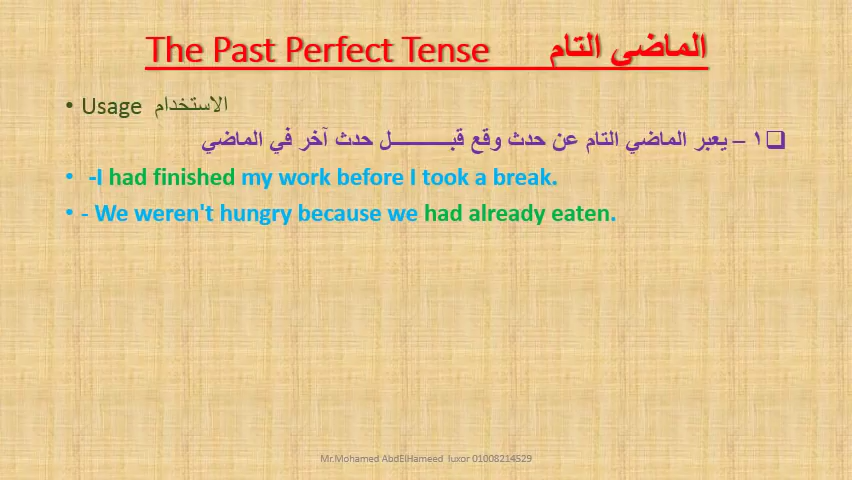 The Past Perfect Tense الماضي التام
• Usage الاستخدام
❑ ١ – يعبر الماضي التام عن حدث وقع قبـــــــــــل حدث آخر في الماضي
• -I had finished my work before I took a break.
• - We weren't hungry because we had already eaten.
Mr.Mohamed AbdElHameed luxor 01008214529